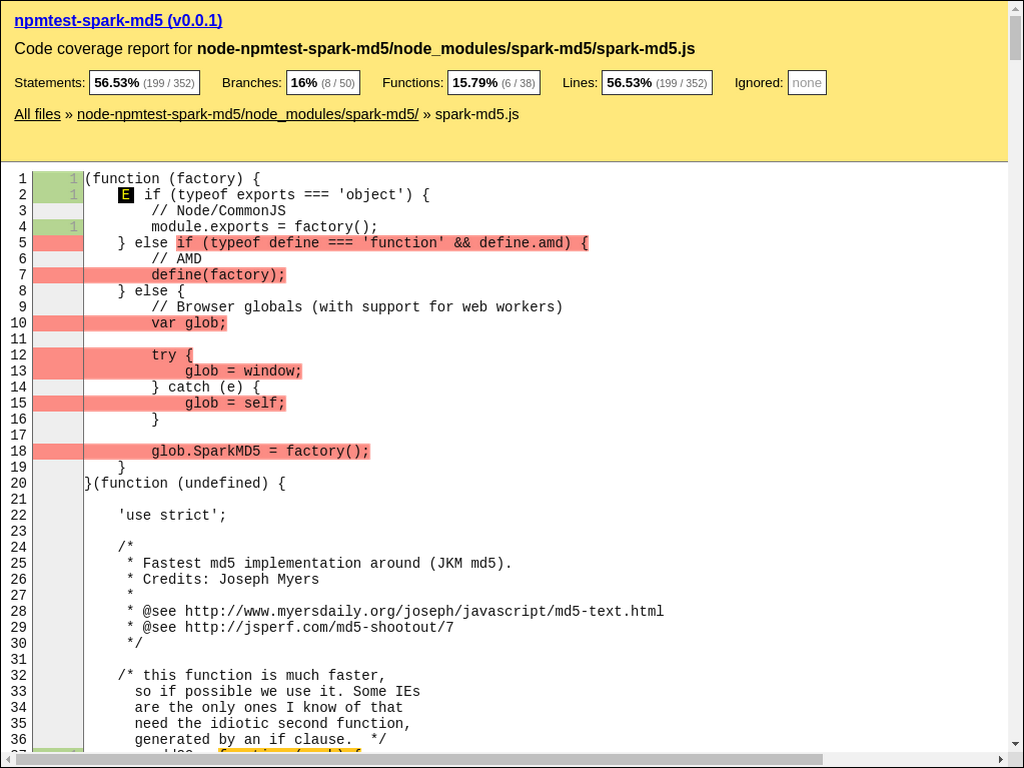 npmtest-spark-md5 (v0.0.1)
Code coverage report for node-npmtest-spark-md5/node_modules/spark-md5/spark-md5.js
Statements: 56.53% (199 / 352) Branches: 16% (8 / 50) Functions: 15.79% (6 / 38) Lines: 56.53% (199 / 352) Ignored: none
All files » node-npmtest-spark-md5/node_modules/spark-md5/ » spark-md5.js
1 1 (function (factory) {
2 1 E if (typeof exports === 'object') {
3 // Node/CommonJS
4 1 module.exports = factory();
5 } else if (typeof define === 'function' && define.amd) {
6 // AMD
7 define(factory);
8 } else {
9 // Browser globals (with support for web workers)
10 var glob;
11
12 try {
13 glob = window;
14 } catch (e) {
15 glob = self;
16 }
17
18 glob.SparkMD5 = factory();
19 }
20 }(function (undefined) {
21
22 'use strict';
23
24 /*
25 * Fastest md5 implementation around (JKM md5).
26 * Credits: Joseph Myers
27 *
28 * @see http://www.myersdaily.org/joseph/javascript/md5-text.html
29 * @see http://jsperf.com/md5-shootout/7
30 */
31
32 /* this function is much faster,
33 so if possible we use it. Some IEs
34 are the only ones I know of that
35 need the idiotic second function,
36 generated by an if clause. */